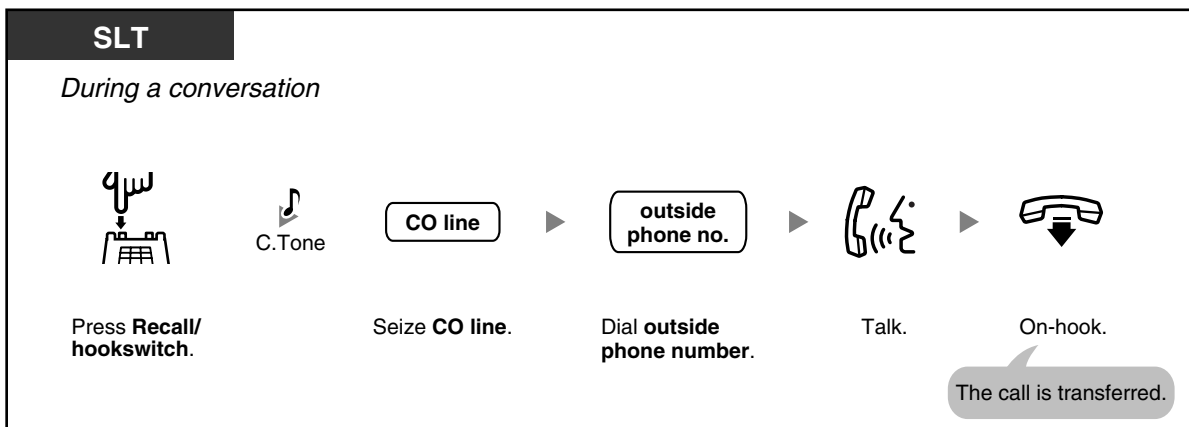 SLT
During a conversation
C.Tone
CO line
outside
phone no.
Press Recall/
hookswitch.
Seize CO line.
Dial outside
phone number.
Talk.
On-hook.
The call is transferred.